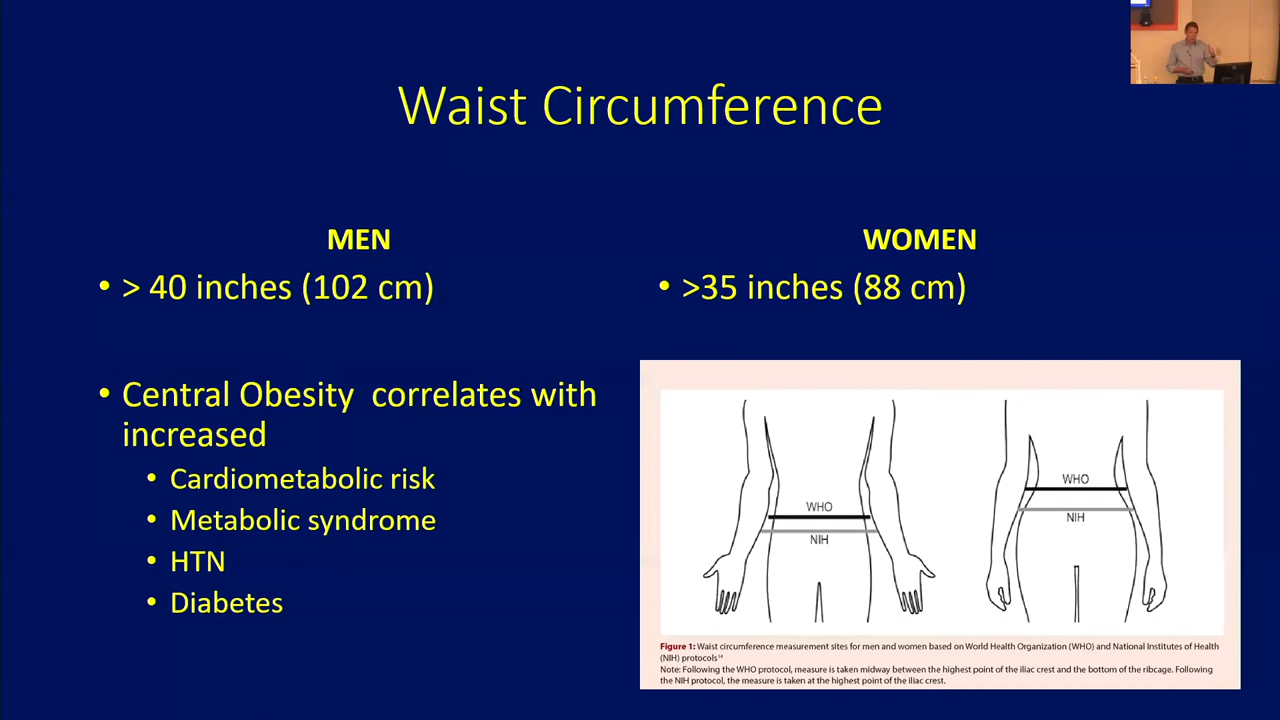 Waist Circumference
MEN
• > 40 inches (102 cm)
• Central Obesity correlates with
increased
• Cardiometabolic risk
• Metabolic syndrome
• HTN
• Diabetes
WOMEN
• >35 inches (88 cm)
WHO
NIH
WHO
NIH
Figure 1: Waist circumference measurement sites for men and women based on World Health Organization (WHO) and National Institutes of Health
(NIH) protocols¹⁴
Note: Following the WHO protocol, measure is taken midway between the highest point of the iliac crest and the bottom of the ribcage. Following
the NIH protocol, the measure is taken at the highest point of the iliac crest.